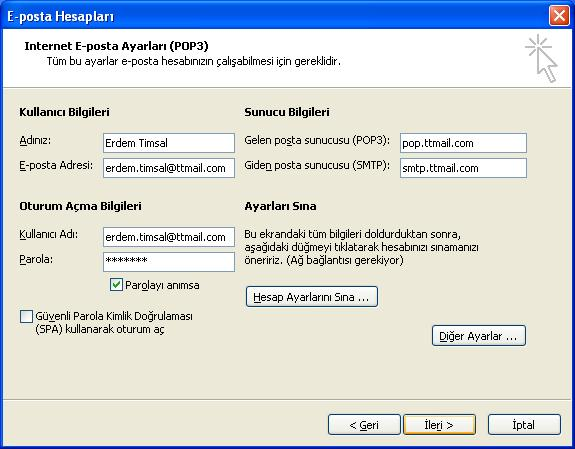 E-posta Hesapları
Internet E-posta Ayarları (POP3)
Tüm bu ayarlar e-posta hesabınızın çalışabilmesi için gereklidir.
Kullanıcı Bilgileri
Adınız:
Erdem Timsal
E-posta Adresi:
erdem.timsal@ttmail.com
Sunucu Bilgileri
Gelen posta sunucusu (POP3):
pop.ttmail.com
Giden posta sunucusu (SMTP):
smtp.ttmail.com
Oturum Açma Bilgileri
Kullanıcı Adı:
erdem.timsal@ttmail.com
Parola:
*******
Parolayı anımsa
Güvenli Parola Kimlik Doğrulaması
(SPA) kullanarak oturum aç
Ayarları Sına
Bu ekrandaki tüm bilgileri doldurduktan sonra,
aşağıdaki düğmeyi tıklatarak hesabınızı sınamanızı
öneririz. (Ağ bağlantısı gerekiyor)
Hesap Ayarlarını Sına ...
Diğer Ayarlar ...
< Geri
İleri >
İptal